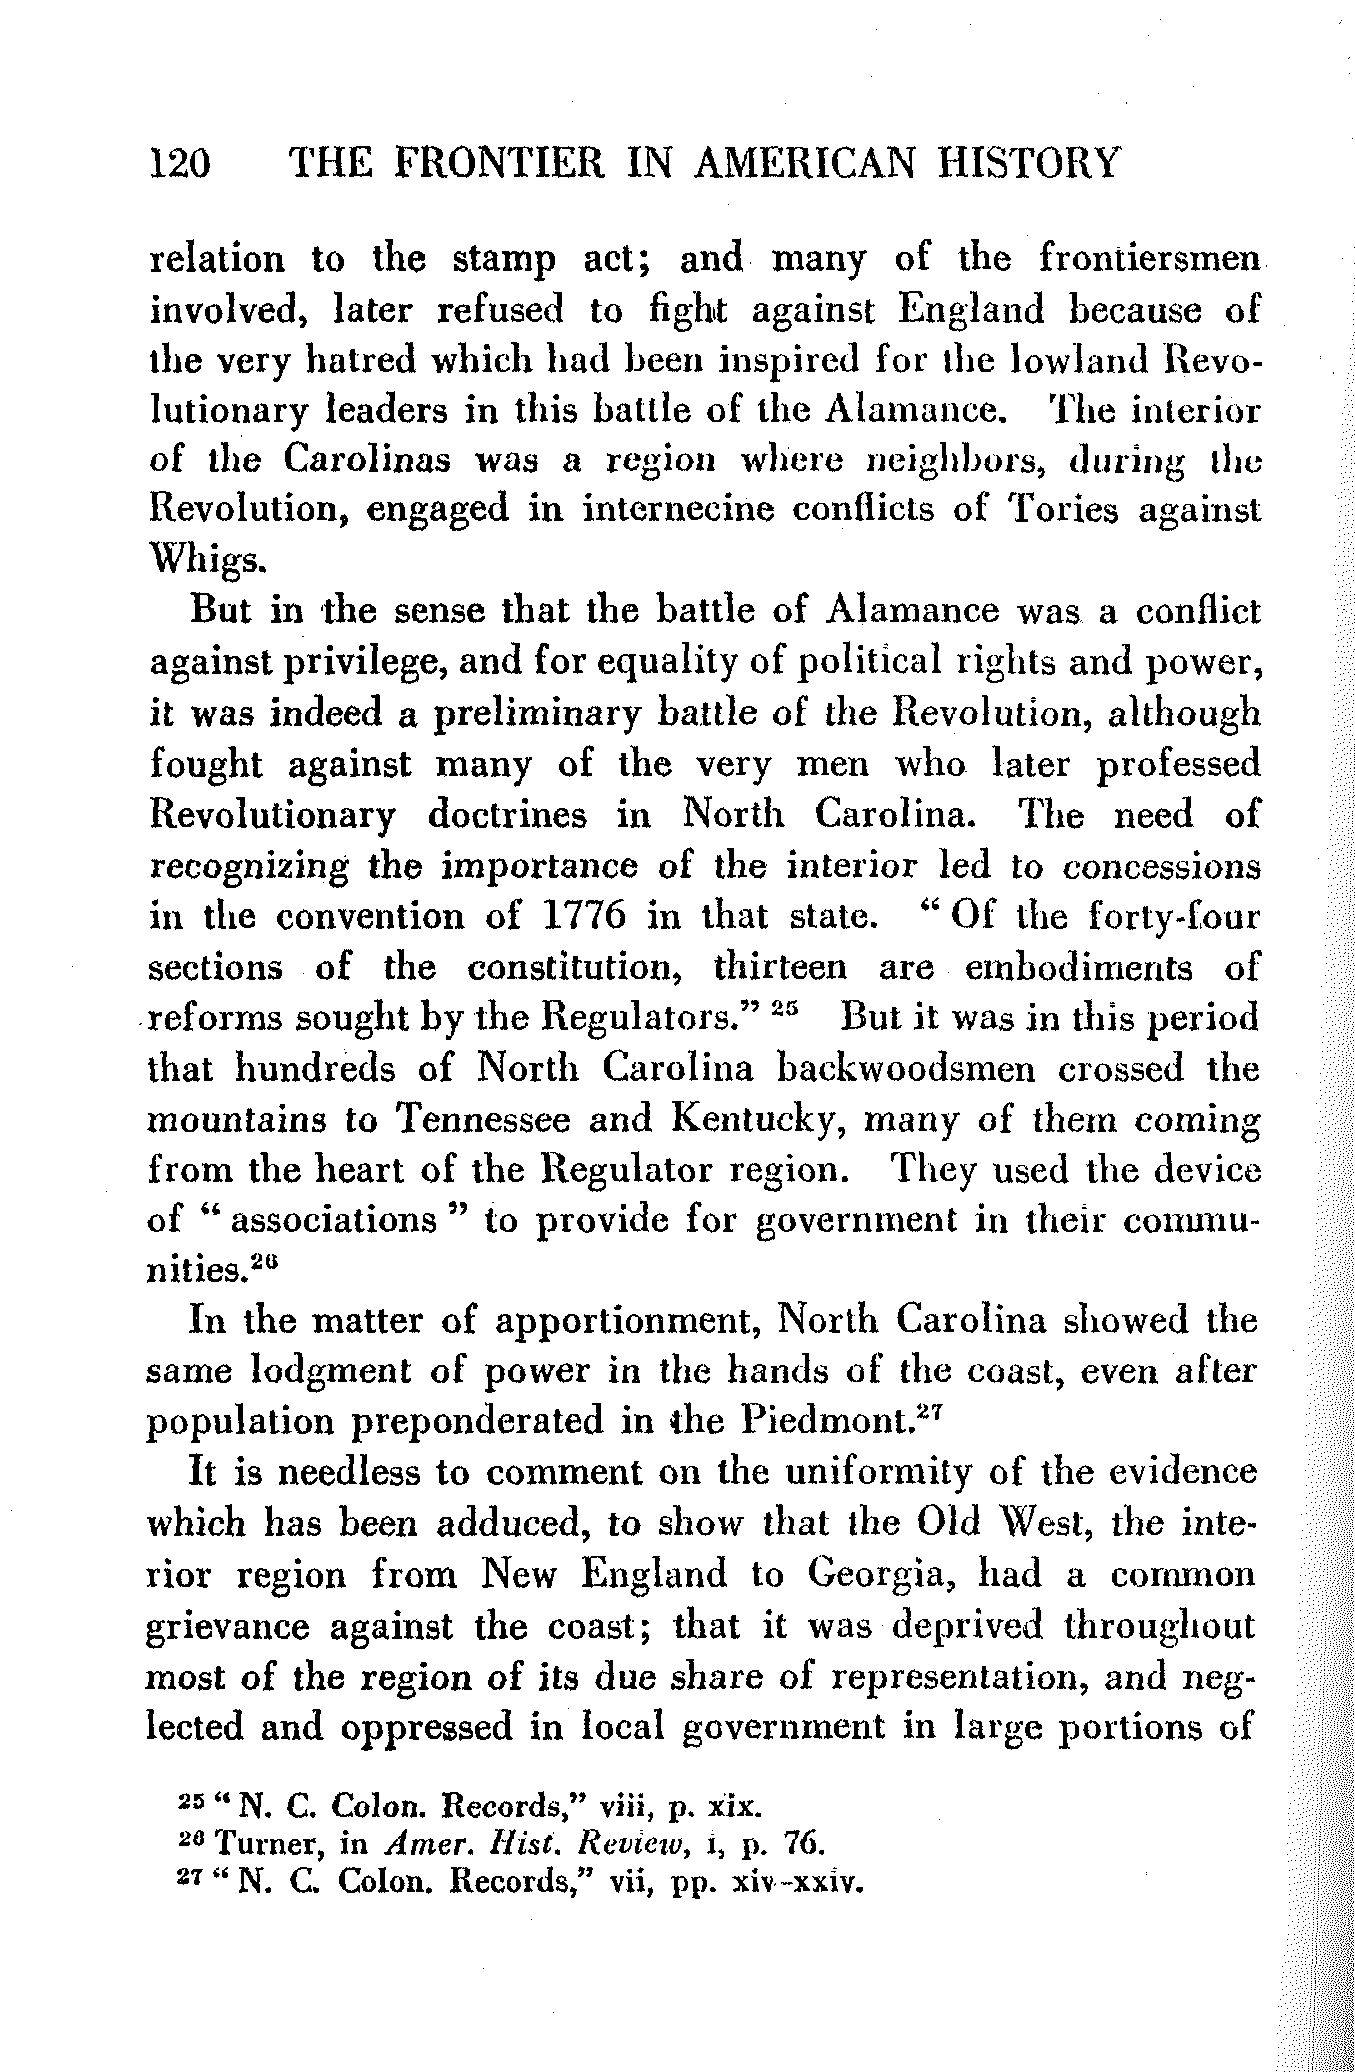 120 THE FRONTIER IN AMERICAN HISTORY
relation to the stamp act; and many of the frontiersmen
involved, later refused to fight against England because of
the very hatred which had been inspired for the lowland Revo-
lutionary leaders in this battle of the Alamance. The interior
of the Carolinas was a region where neighbors, during the
Revolution, engaged in internecine conflicts of Tories against
Whigs.
But in the sense that the battle of Alamance was a conflict
against privilege, and for equality of political rights and power,
it was indeed a preliminary battle of the Revolution, although
fought against many of the very men who later professed
Revolutionary doctrines in North Carolina. The need of
recognizing the importance of the interior led to concessions
in the convention of 1776 in that state. “ Of the forty-four
sections of the constitution, thirteen are embodiments of
reforms sought by the Regulators.” ²⁵ But it was in this period
that hundreds of North Carolina backwoodsmen crossed the
mountains to Tennessee and Kentucky, many of them coming
from the heart of the Regulator region. They used the device
of “ associations ” to provide for government in their commu-
nities.²⁶
In the matter of apportionment, North Carolina showed the
same lodgment of power in the hands of the coast, even after
population preponderated in the Piedmont.²⁷
It is needless to comment on the uniformity of the evidence
which has been adduced, to show that the Old West, the inte-
rior region from New England to Georgia, had a common
grievance against the coast; that it was deprived throughout
most of the region of its due share of representation, and neg-
lected and oppressed in local government in large portions of
²⁵ “ N. C. Colon. Records,” viii, p. xix.
²⁶ Turner, in Amer. Hist. Review, i, p. 76.
²⁷ “ N. C. Colon. Records,” vii, pp. xiv-xxiv.